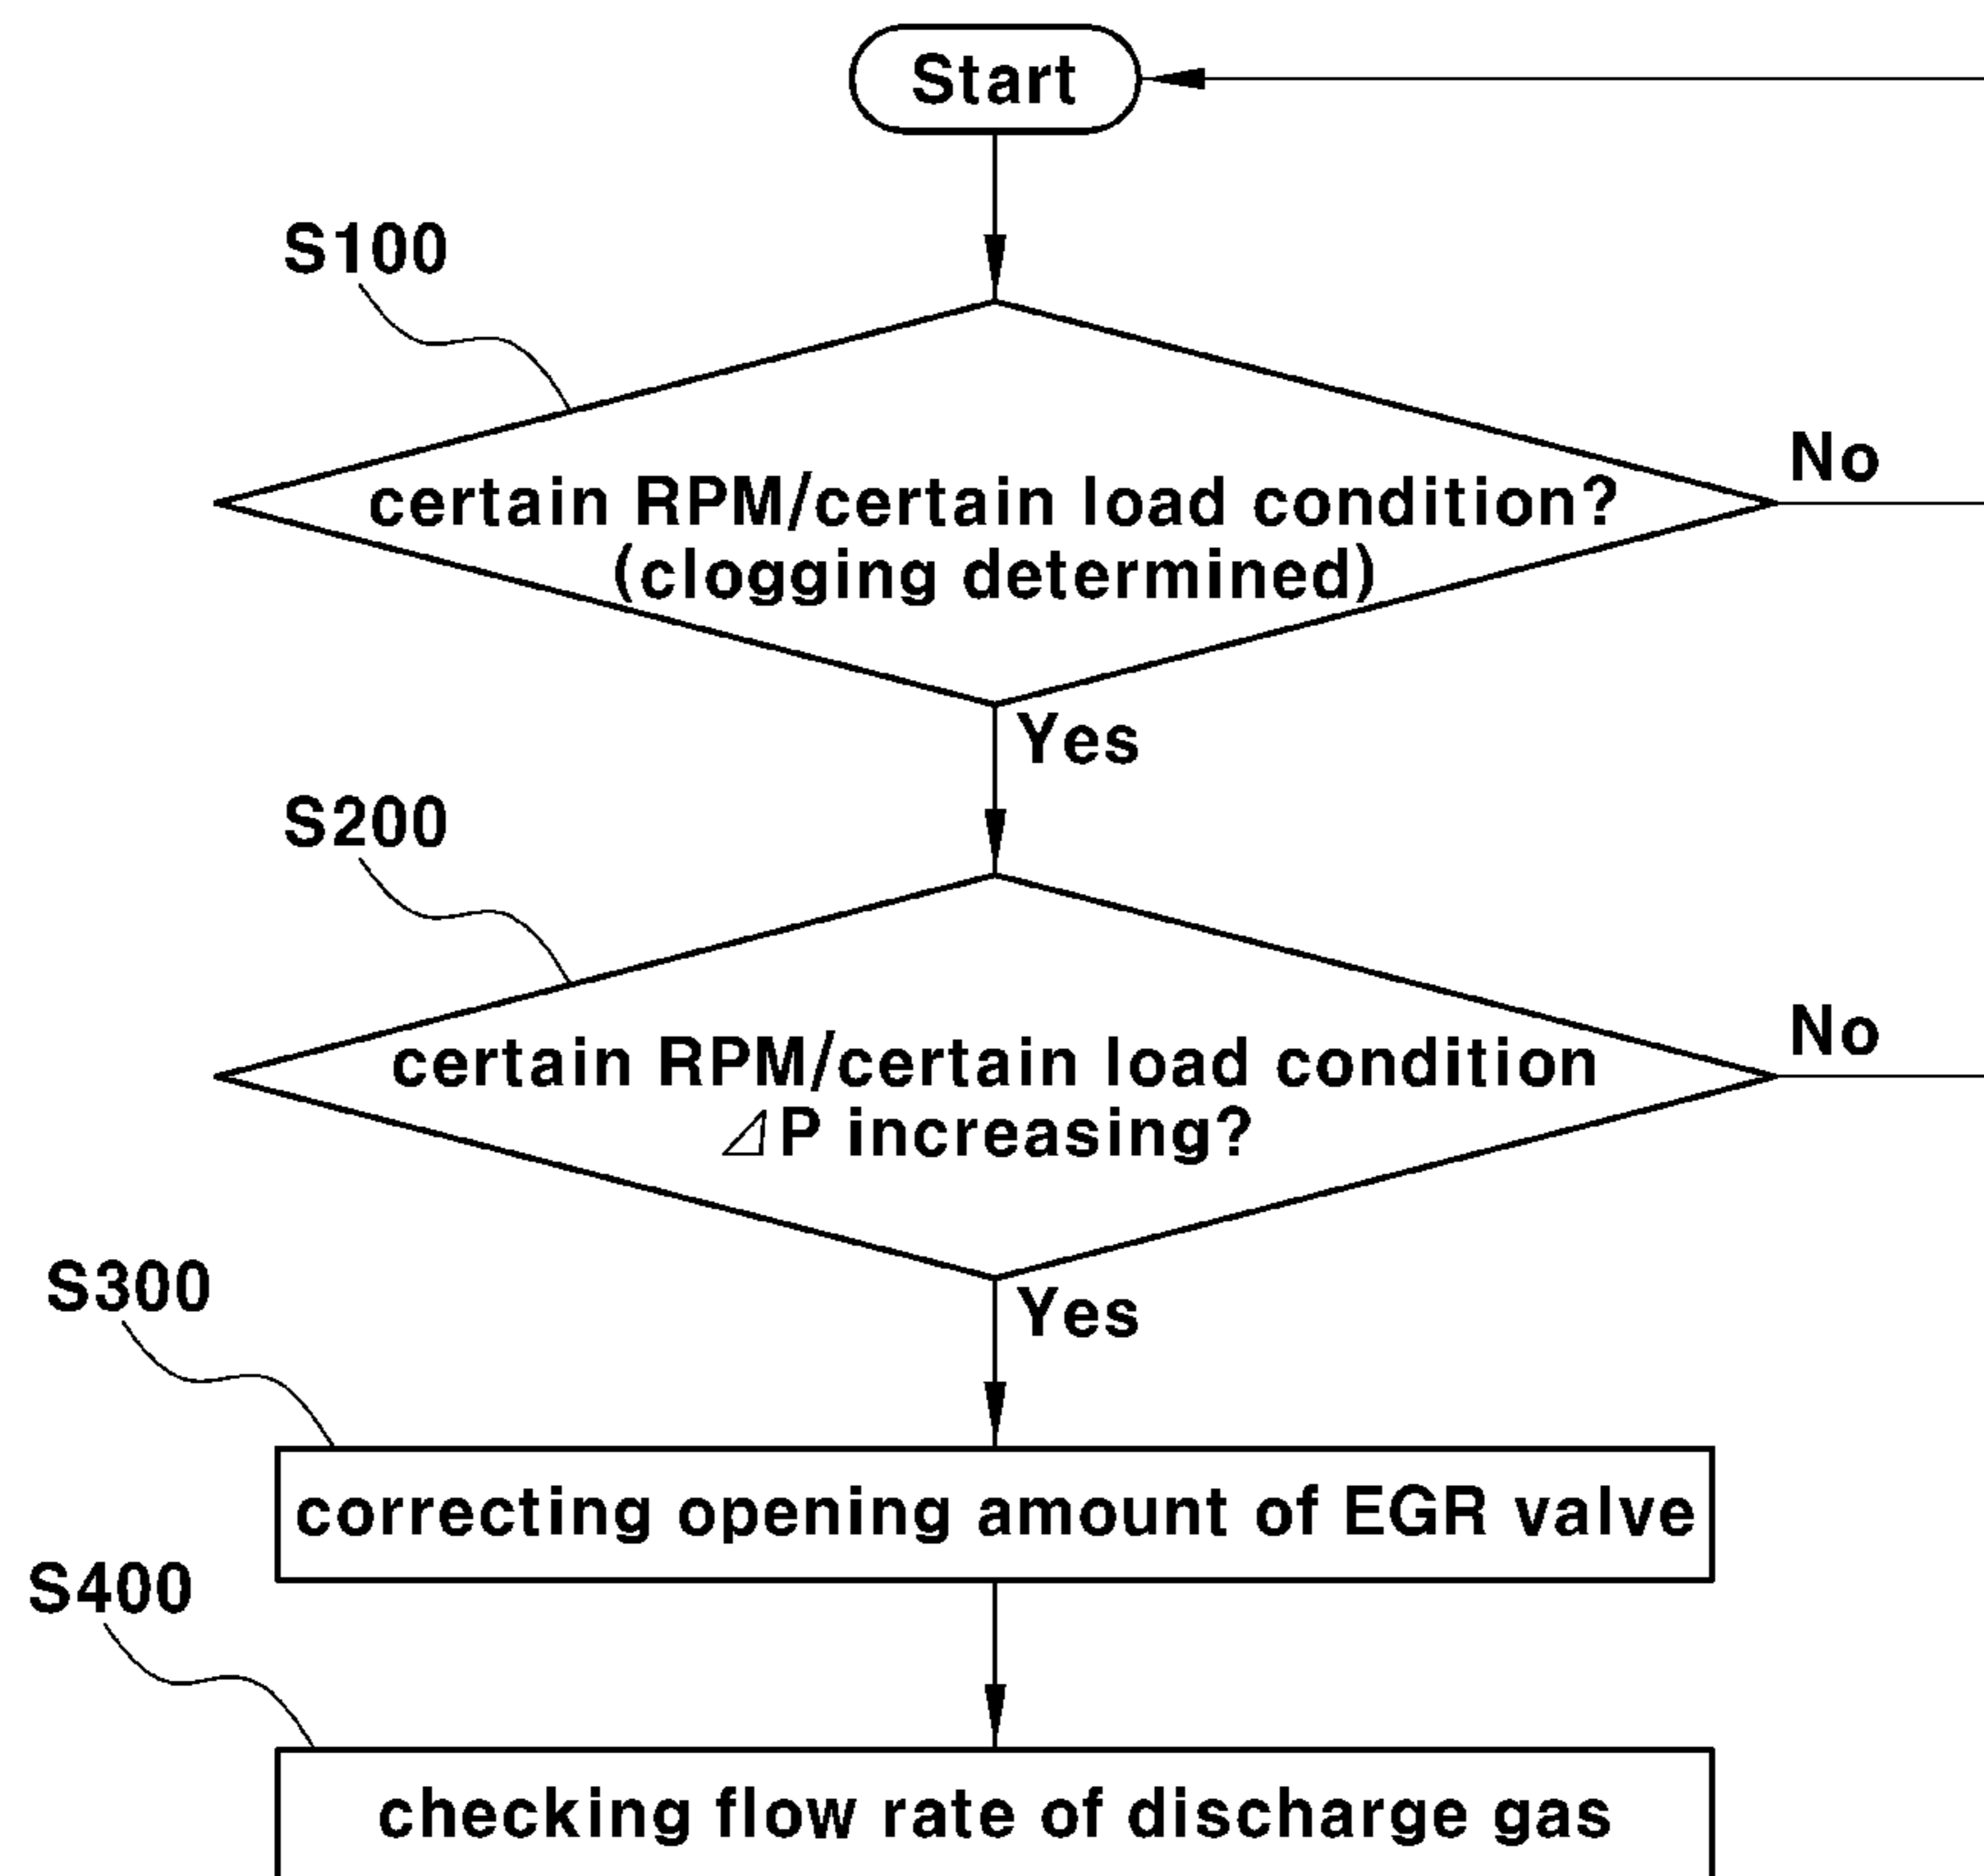 Start
S100
No
certain RPM/certain load condition?
(clogging determined)
Yes
S200
No
certain RPM/certain load condition
⊿P increasing?
S300
Yes
correcting opening amount of EGR valve
S400
checking flow rate of discharge gas